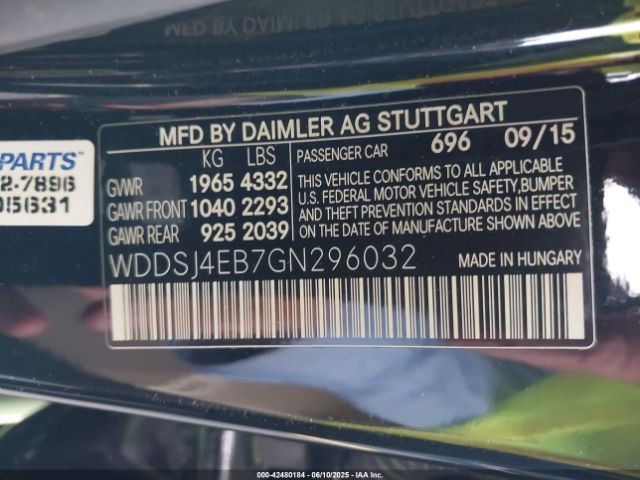 MFD BY DAIMLER AG STUTTGART
KG LBS PASSENGER CAR 696 09/15
GVWR 1965 4332
GAWR FRONT 1040 2293
GAWR REAR 925 2039
THIS VEHICLE CONFORMS TO ALL APPLICABLE
U.S. FEDERAL MOTOR VEHICLE SAFETY, BUMPER
AND THEFT PREVENTION STANDARDS IN EFFECT
ON THE DATE OF MANUFACTURE SHOWN ABOVE
WDDSJ4EB7GN296032 MADE IN HUNGARY
PARTS
2-7896
05631
000-42480184 - 06/10/2025 - IAA Inc.